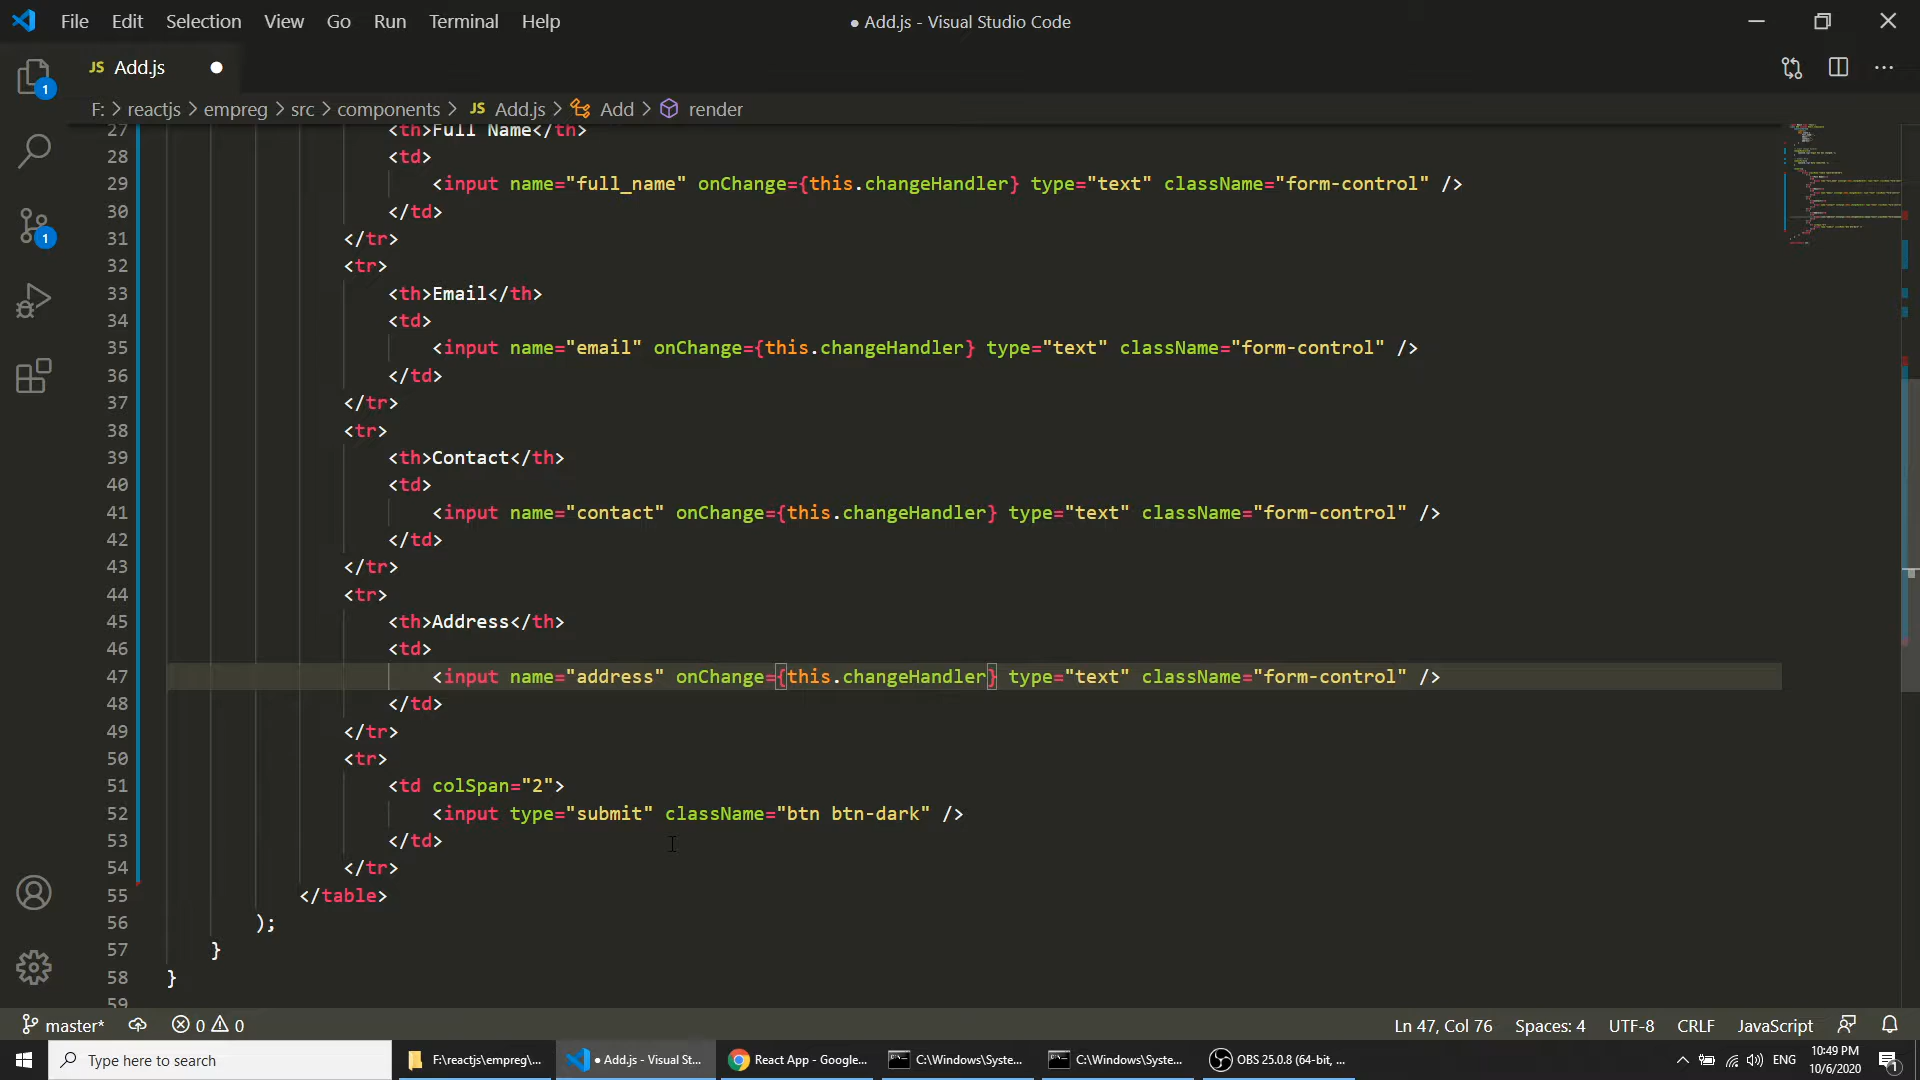 File Edit Selection View Go Run Terminal Help
● Add.js - Visual Studio Code
JS Add.js
F: > reactjs > empreg > src > components > JS Add.js > Add > render
27 <th>Full Name</th>
28 <td>
29 <input name="full_name" onChange={this.changeHandler} type="text" className="form-control" />
30 </td>
31 </tr>
32 <tr>
33 <th>Email</th>
34 <td>
35 <input name="email" onChange={this.changeHandler} type="text" className="form-control" />
36 </td>
37 </tr>
38 <tr>
39 <th>Contact</th>
40 <td>
41 <input name="contact" onChange={this.changeHandler} type="text" className="form-control" />
42 </td>
43 </tr>
44 <tr>
45 <th>Address</th>
46 <td>
47 <input name="address" onChange={this.changeHandler} type="text" className="form-control" />
48 </td>
49 </tr>
50 <tr>
51 <td colSpan="2">
52 <input type="submit" className="btn btn-dark" />
53 </td>
54 </tr>
55 </table>
56 );
57 }
58 }
59
1
1
master* 0 0 Ln 47, Col 76 Spaces: 4 UTF-8 CRLF JavaScript
Type here to search F:\reactjs\empreg\... ● Add.js - Visual St... React App - Google... C:\Windows\Syste... C:\Windows\Syste... OBS 25.0.8 (64-bit, ... ENG 10:49 PM
10/6/2020 1